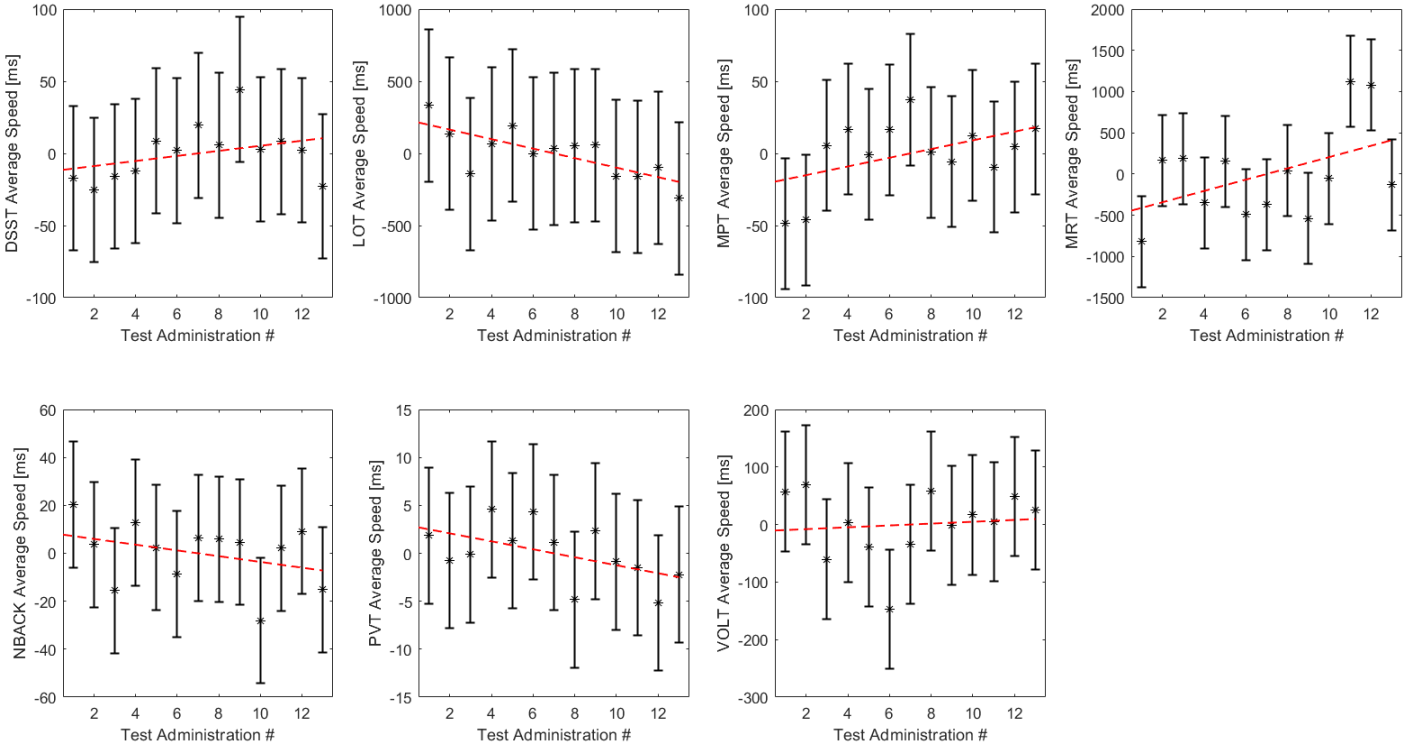 DSST Average Speed [ms]
100
50
0
-50
-100
2 4 6 8 10 12
Test Administration #
LOT Average Speed [ms]
1000
500
0
-500
-1000
2 4 6 8 10 12
Test Administration #
MPT Average Speed [ms]
100
50
0
-50
-100
2 4 6 8 10 12
Test Administration #
MRT Average Speed [ms]
2000
1500
1000
500
0
-500
-1000
-1500
2 4 6 8 10 12
Test Administration #
NBACK Average Speed [ms]
60
40
20
0
-20
-40
-60
2 4 6 8 10 12
Test Administration #
PVT Average Speed [ms]
15
10
5
0
-5
-10
-15
2 4 6 8 10 12
Test Administration #
VOLT Average Speed [ms]
200
100
0
-100
-200
-300
2 4 6 8 10 12
Test Administration #